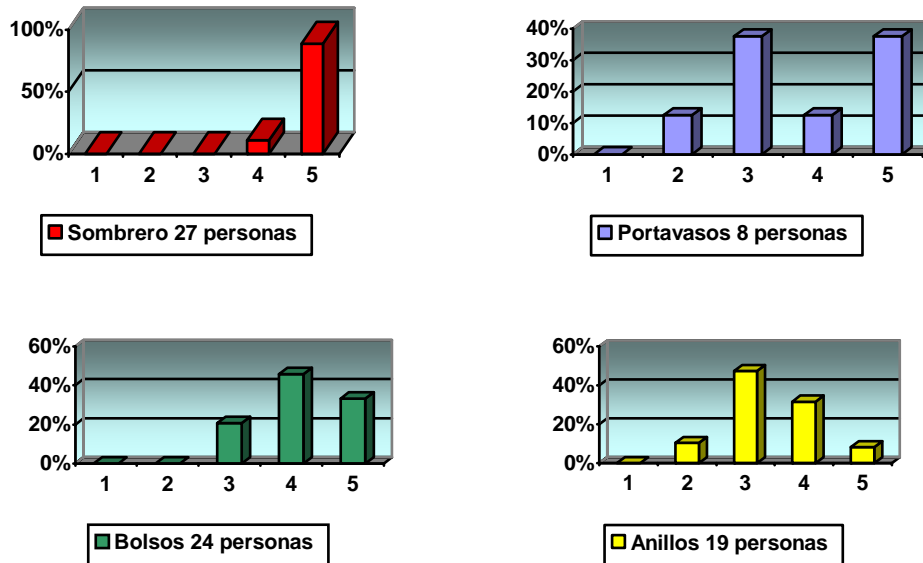 100%
50%
0%
1 2 3 4 5
Sombrero 27 personas
40%
30%
20%
10%
0%
1 2 3 4 5
Portavasos 8 personas
60%
40%
20%
0%
1 2 3 4 5
Bolsos 24 personas
60%
40%
20%
0%
1 2 3 4 5
Anillos 19 personas